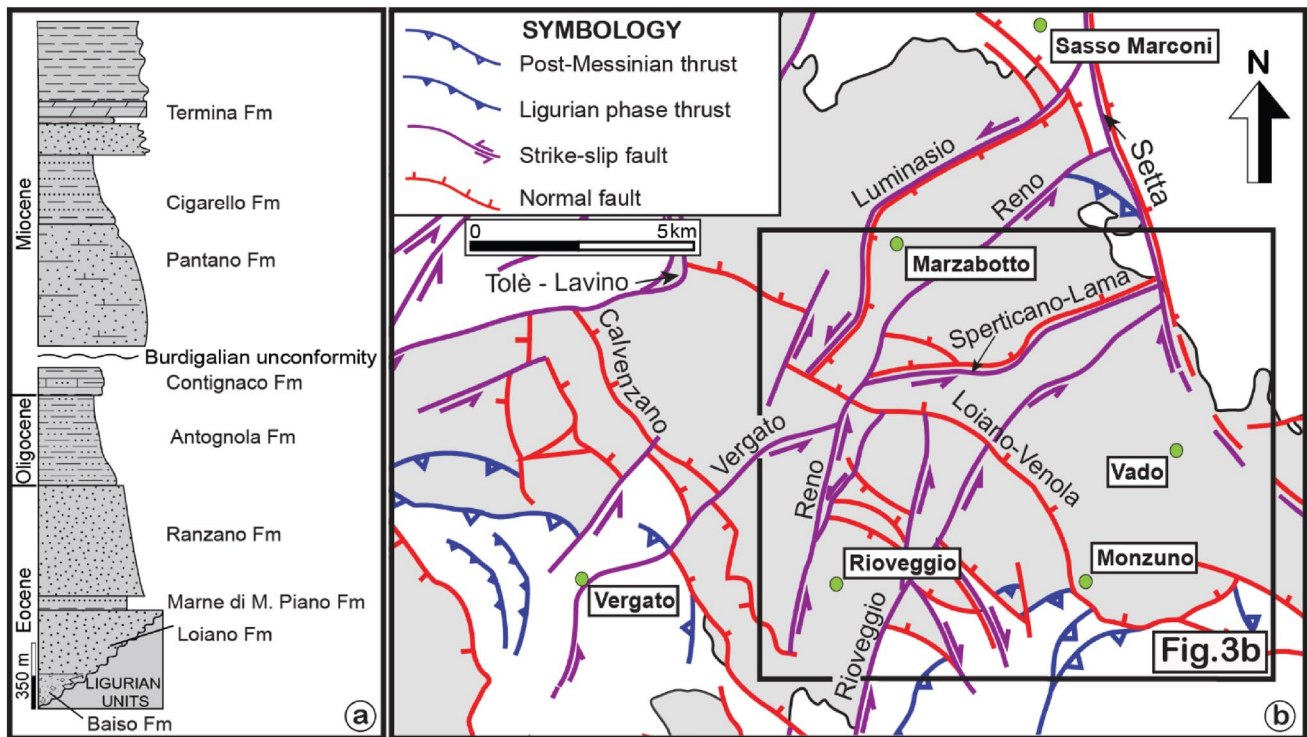 Miocene
Oligocene
Eocene
350 m
Termina Fm
Cigarello Fm
Pantano Fm
Burdigalian unconformity
Contignaco Fm
Antognola Fm
Ranzano Fm
Marne di M. Piano Fm
Loiano Fm
LIGURIAN
UNITS
Baiso Fm
a
SYMBOLOGY
Post-Messinian thrust
Ligurian phase thrust
Strike-slip fault
Normal fault
0 5km
Sasso Marconi
N
Setta
Luminasio
Reno
Marzabotto
Tolè - Lavino
Sperticano-Lama
Calvenzano
Vergato
Loiano-Venola
Vado
Reno
Rioveggio
Monzuno
Vergato
Rioveggio
Fig.3b
b